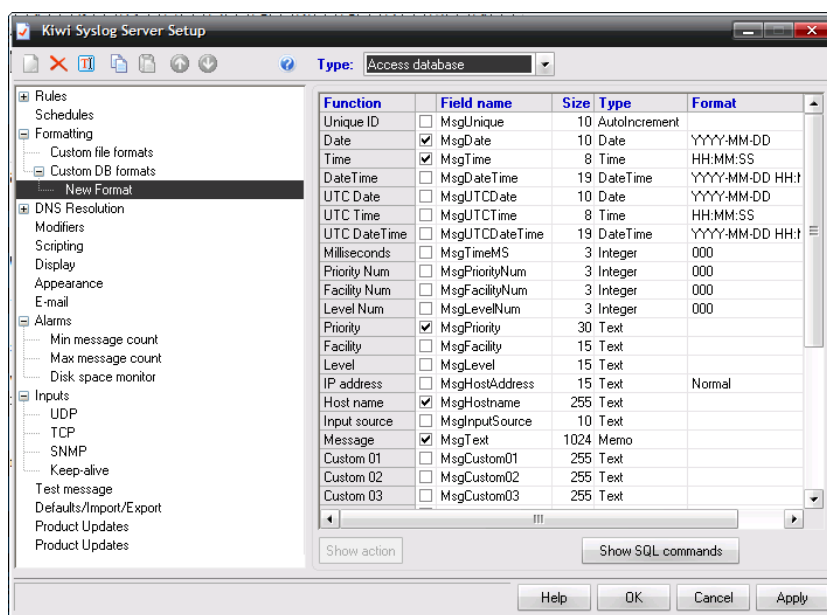 Kiwi Syslog Server Setup
Type: Access database
Rules
Schedules
Formatting
Custom file formats
Custom DB formats
New Format
DNS Resolution
Modifiers
Scripting
Display
Appearance
E-mail
Alarms
Min message count
Max message count
Disk space monitor
Inputs
UDP
TCP
SNMP
Keep-alive
Test message
Defaults/Import/Export
Product Updates
Product Updates
Function Field name Size Type Format
Unique ID MsgUnique 10 AutoIncrement
Date MsgDate 10 Date YYYY-MM-DD
Time MsgTime 8 Time HH:MM:SS
DateTime MsgDateTime 19 DateTime YYYY-MM-DD
UTC Date MsgUTCDate 10 Date YYYY-MM-DD
UTC Time MsgUTCTime 8 Time HH:MM:SS
UTC DateTime MsgUTCDateTime 19 DateTime YYYY-MM-DD
Milliseconds MsgTimeMS 3 Integer 000
Priority Num MsgPriorityNum 3 Integer 000
Facility Num MsgFacilityNum 3 Integer 000
Level Num MsgLevelNum 3 Integer 000
Priority MsgPriority 30 Text
Facility MsgFacility 15 Text
Level MsgLevel 15 Text
IP address MsgHostAddress 15 Text Normal
Host name MsgHostname 255 Text
Input source MsgInputSource 10 Text
Message MsgText 1024 Memo
Custom 01 MsgCustom01 255 Text
Custom 02 MsgCustom02 255 Text
Custom 03 MsgCustom03 255 Text
Show action Show SQL commands
Help OK Cancel Apply